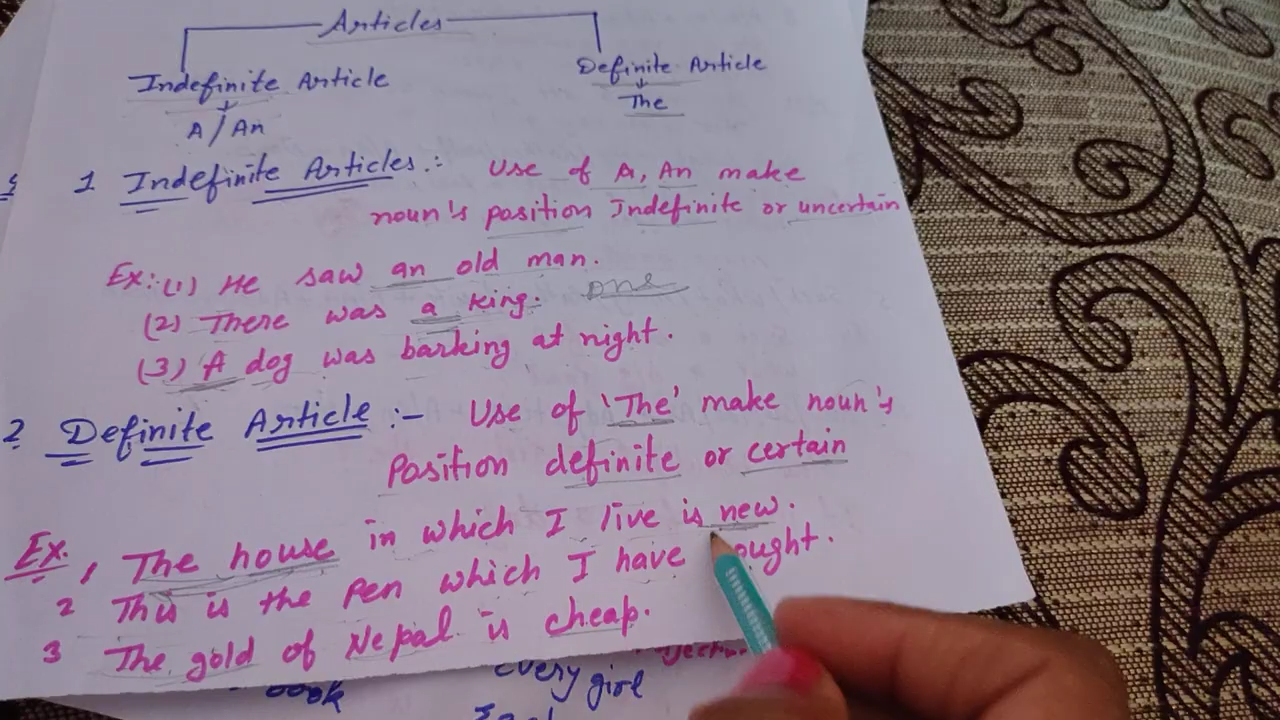 Articles
Indefinite Article
Definite Article
A / An
The
1 Indefinite Articles :- Use of A, An make
noun's position Indefinite or uncertain
Ex:- (1) He saw an old man.
(2) There was a king. one
(3) A dog was barking at night.
2 Definite Article :- Use of 'The' make noun's
Position definite or certain
Ex. 1 The house in which I live is new.
2 This is the Pen which I have ought.
3 The gold of Nepal is cheap.
book every girl